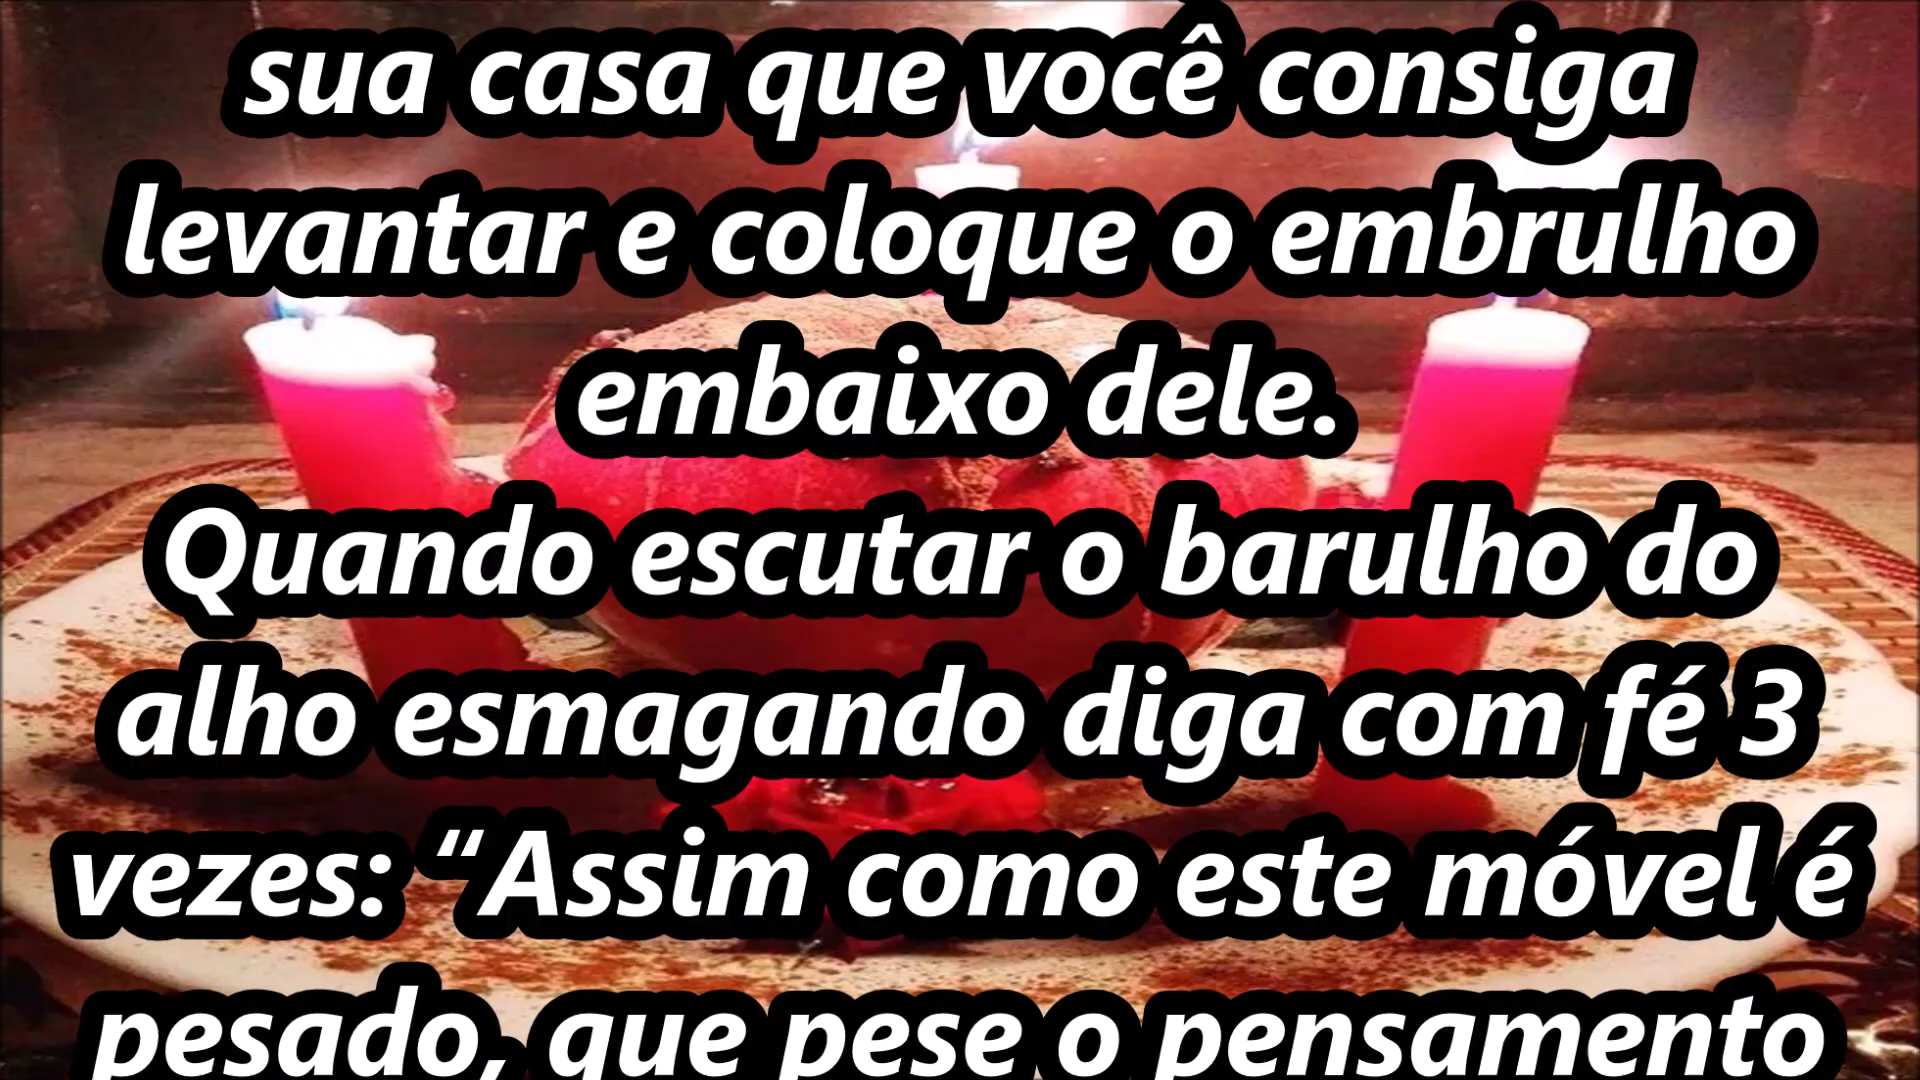 sua casa que você consiga
levantar e coloque o embrulho
embaixo dele.
Quando escutar o barulho do
alho esmagando diga com fé 3
vezes: “Assim como este móvel é
pesado, que pese o pensamento